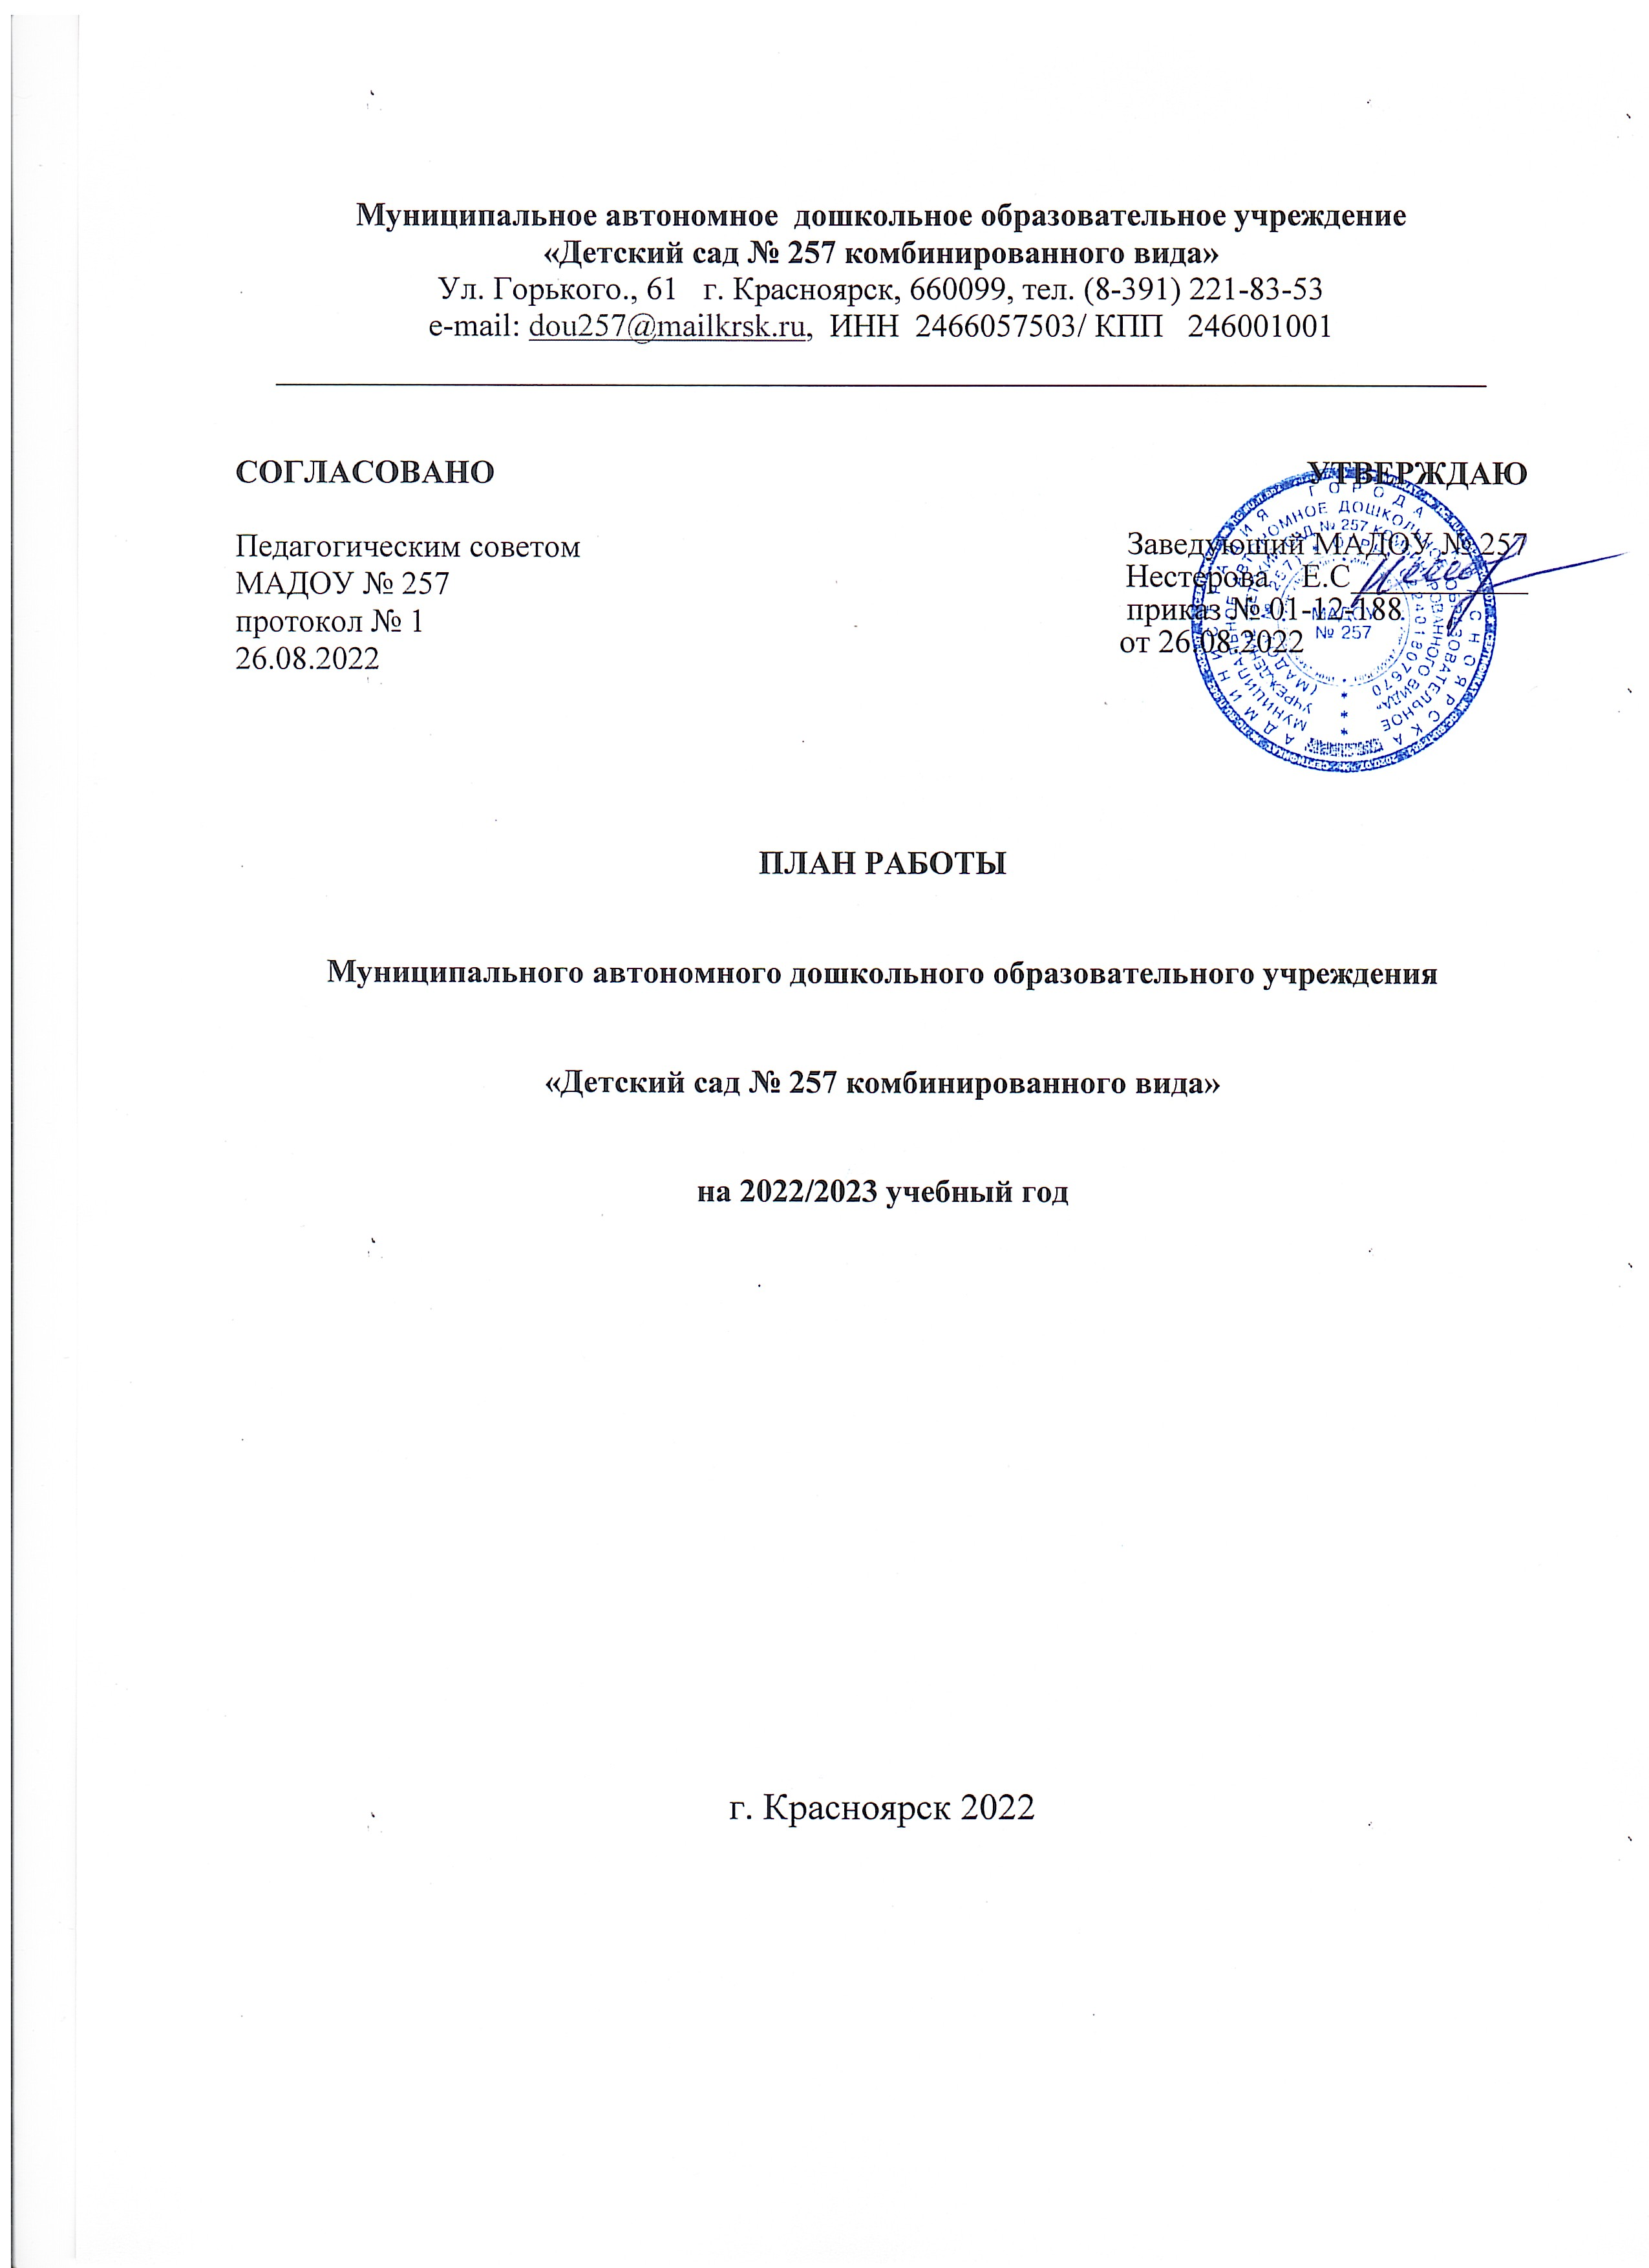 Муниципальное автономное дошкольное образовательное учреждение
«Детский сад № 257 комбинированного вида»
Ул. Горького., 61 г. Красноярск, 660099, тел. (8-391) 221-83-53
e-mail: dou257@mailkrsk.ru, ИНН 2466057503/ КПП 246001001
СОГЛАСОВАНО
Педагогическим советом
МАДОУ № 257
протокол № 1
26.08.2022
УТВЕРЖДАЮ
Заведующий МАДОУ № 257
Нестерова Е.С
приказ № 01-12-188
от 26.08.2022
МАДОУ
№ 257
ПЛАН РАБОТЫ
Муниципального автономного дошкольного образовательного учреждения
«Детский сад № 257 комбинированного вида»
на 2022/2023 учебный год
г. Красноярск 2022